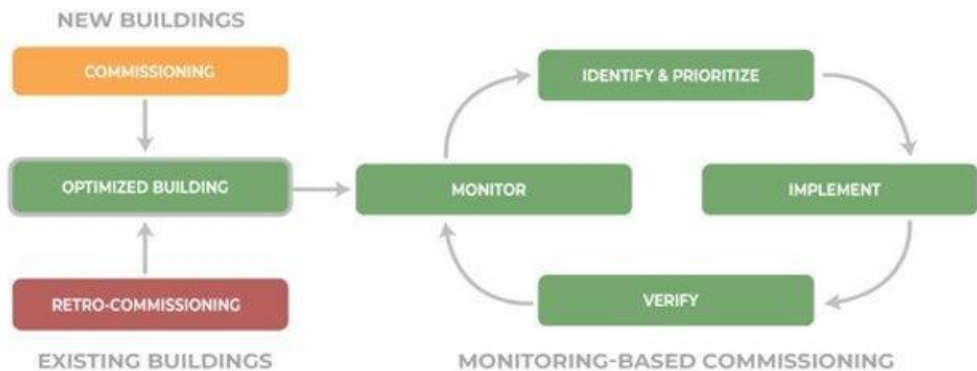 NEW BUILDINGS
COMMISSIONING
IDENTIFY & PRIORITIZE
OPTIMIZED BUILDING
MONITOR
IMPLEMENT
RETRO-COMMISSIONING
VERIFY
EXISTING BUILDINGS
MONITORING-BASED COMMISSIONING